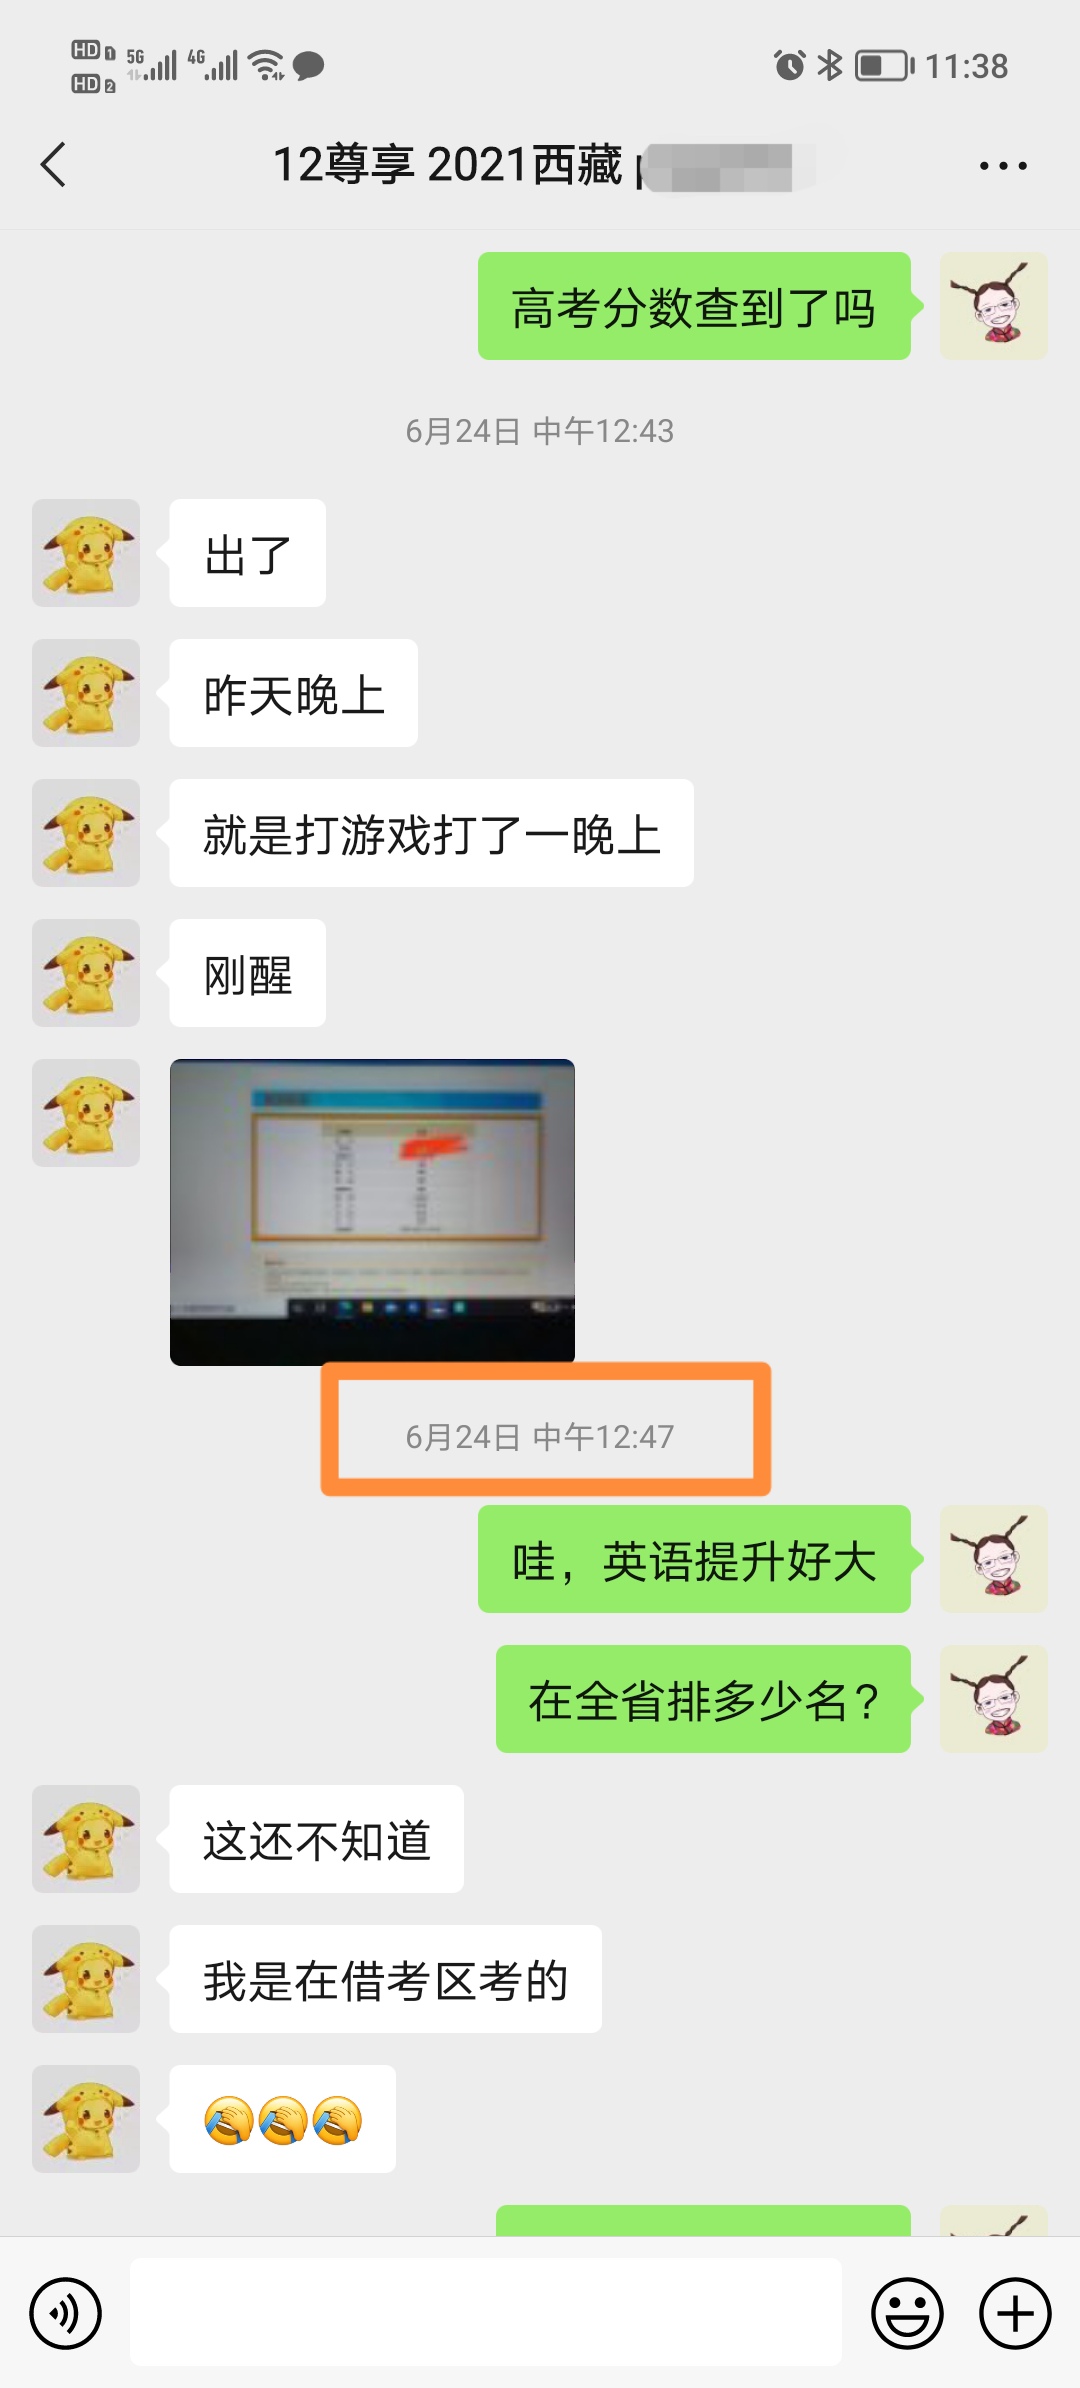 HD 1 5G 4G 11:38
HD 2
12尊享 2021西藏
高考分数查到了吗
6月24日 中午12:43
出了
昨天晚上
就是打游戏打了一晚上
刚醒
6月24日 中午12:47
哇，英语提升好大
在全省排多少名？
这还不知道
我是在借考区考的